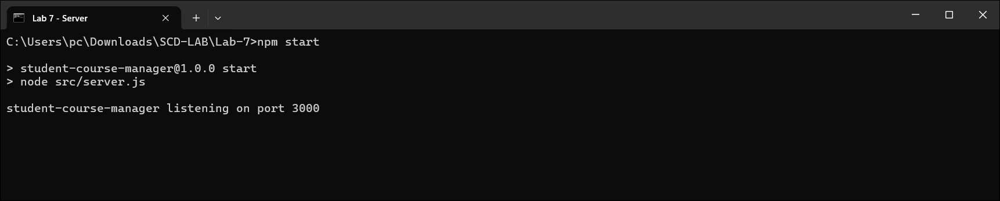 Lab 7 - Server
C:\Users\pc\Downloads\SCD-LAB\Lab-7>npm start
> student-course-manager@1.0.0 start
> node src/server.js
student-course-manager listening on port 3000